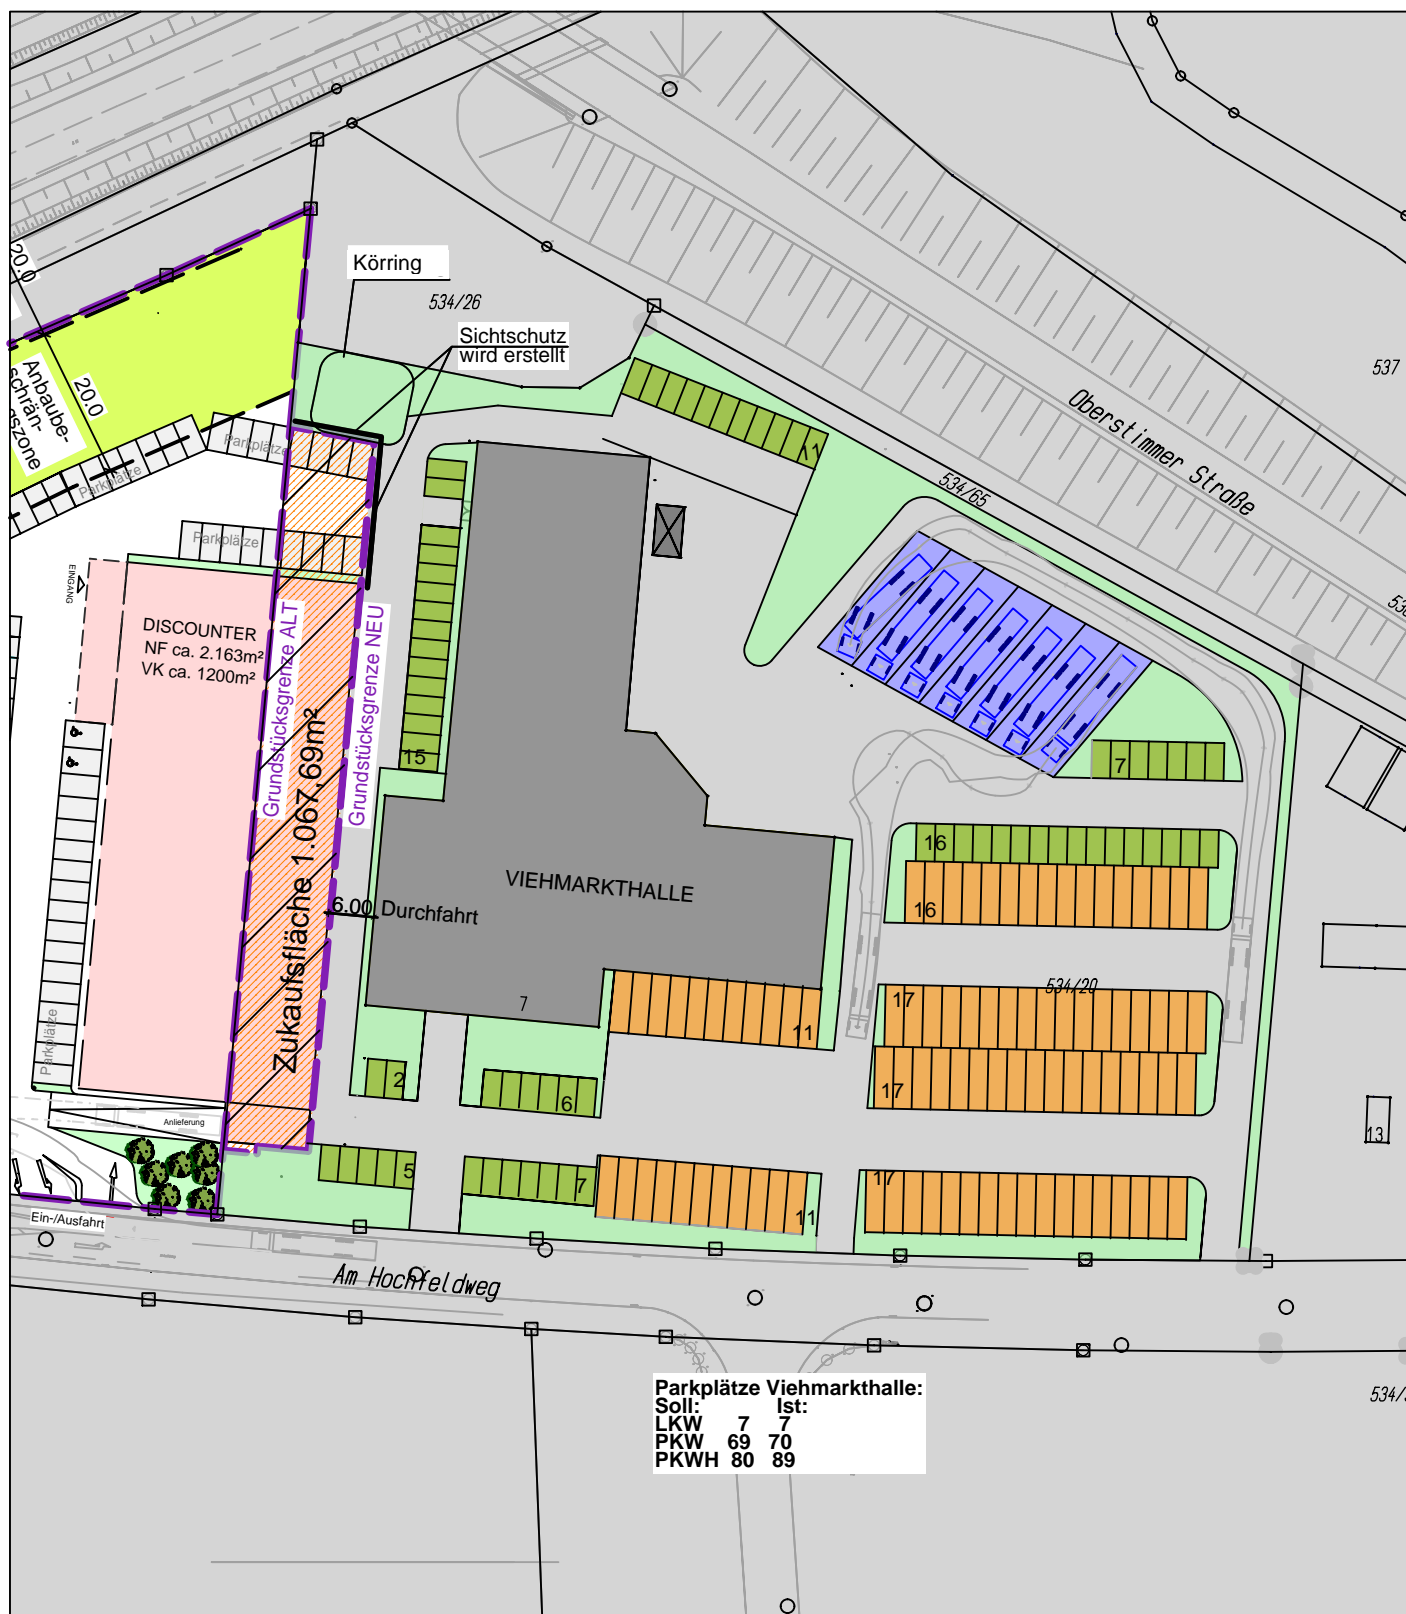 20.0
Körring
534/26
Sichtschutz
wird erstellt
537
Anbaube-
schrän-
gszone
20.0
Parkplätze
Parkplätze
Oberstimmer Straße
11
534/65
Parkplätze
EINGANG
DISCOUNTER
NF ca. 2.163m²
VK ca. 1200m²
Grundstücksgrenze ALT
Grundstücksgrenze NEU
Zukaufsfläche 1.067,69m²
15
7
16
VIEHMARKTHALLE
6.00 Durchfahrt
16
534/20
7
17
11
Parkplätze
2
6
17
Anlieferung
13
5
7
11
17
Ein-/Ausfahrt
Am Hochfeldweg
Parkplätze Viehmarkthalle:
Soll: Ist:
LKW 7 7
PKW 69 70
PKWH 80 89